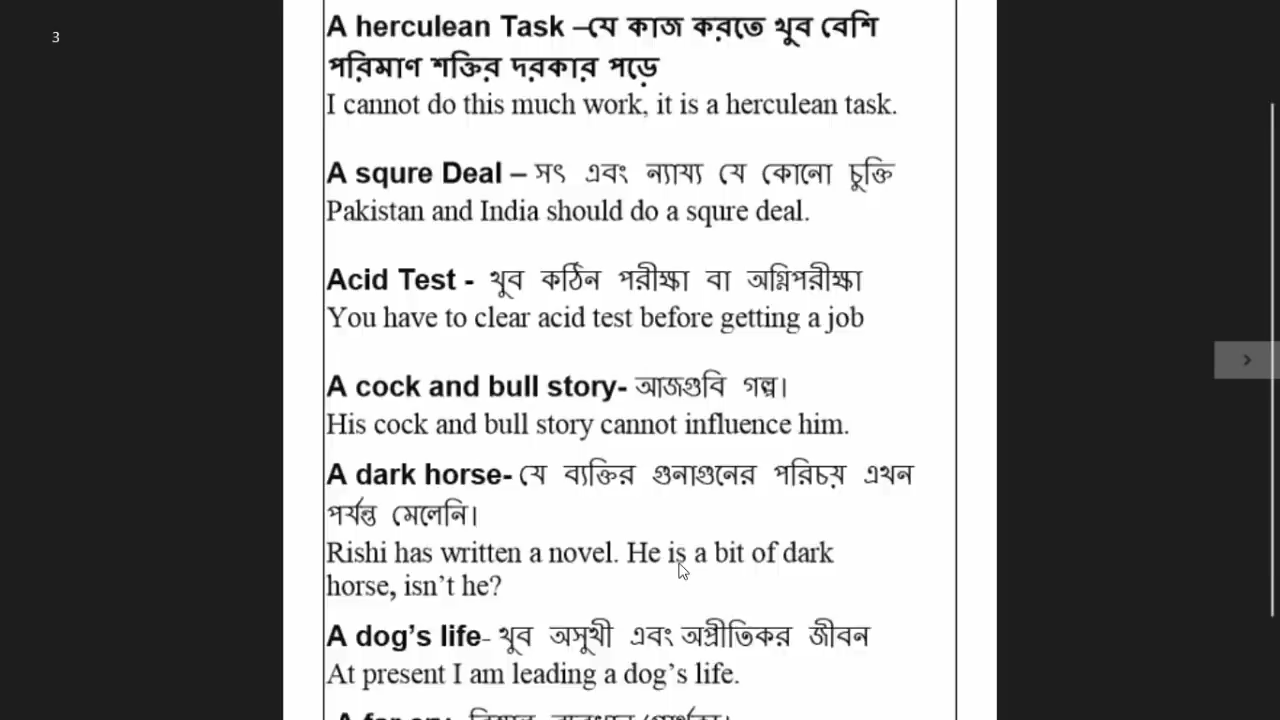 3
A herculean Task –যে কাজ করতে খুব বেশি
পরিমাণ শক্তির দরকার পড়ে
I cannot do this much work, it is a herculean task.
A squre Deal – সৎ এবং ন্যায্য যে কোনো চুক্তি
Pakistan and India should do a squre deal.
Acid Test - খুব কঠিন পরীক্ষা বা অগ্নিপরীক্ষা
You have to clear acid test before getting a job
A cock and bull story- আজগুবি গল্প।
His cock and bull story cannot influence him.
A dark horse- যে ব্যক্তির গুনাগুনের পরিচয় এখন
পর্যন্ত মেলেনি।
Rishi has written a novel. He is a bit of dark
horse, isn’t he?
A dog’s life- খুব অসুখী এবং অপ্রীতিকর জীবন
At present I am leading a dog’s life.